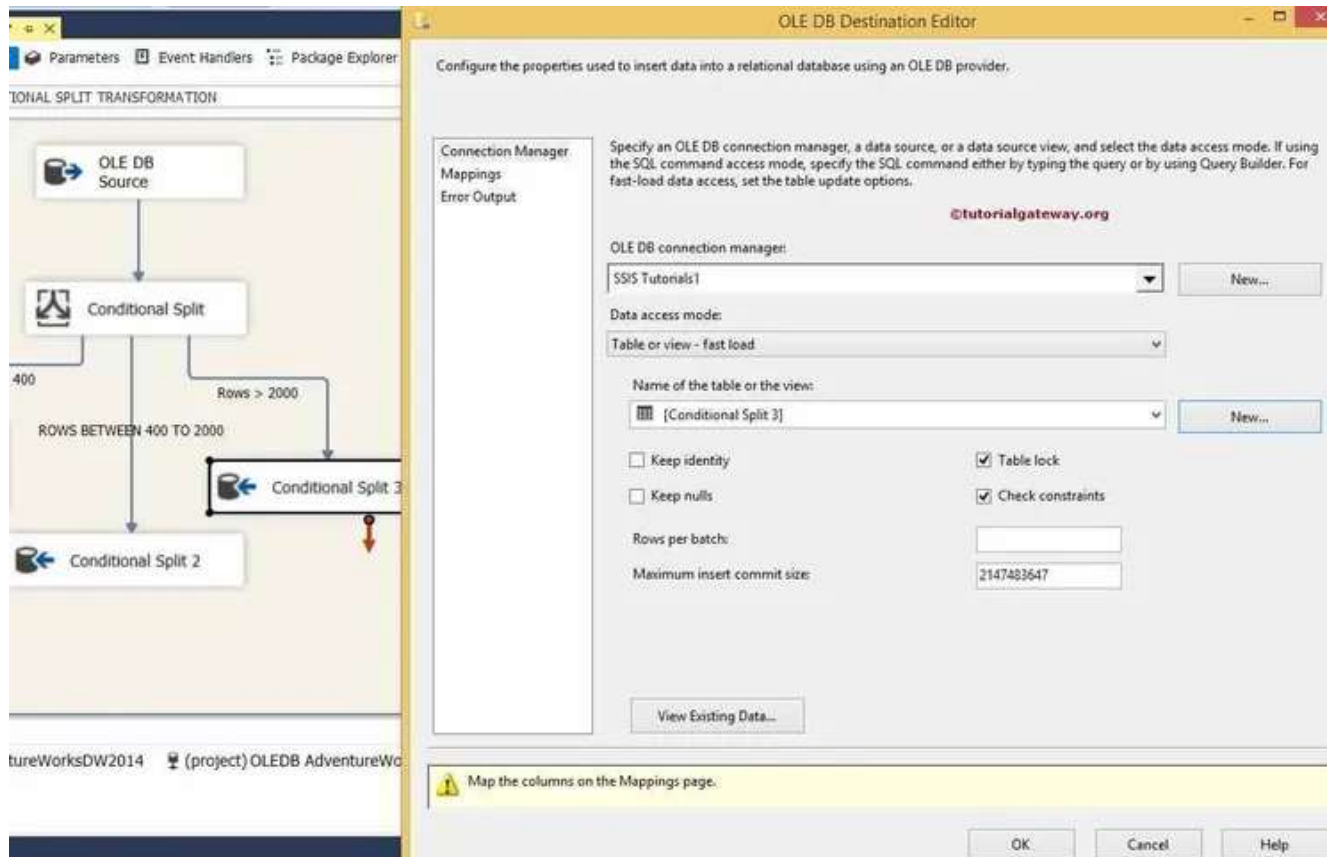 OLE DB Destination Editor
Parameters Event Handlers Package Explorer
IONAL SPLIT TRANSFORMATION
OLE DB
Source
Conditional Split
400
Rows > 2000
ROWS BETWEEN 400 TO 2000
Conditional Split 3
Conditional Split 2
tureWorksDW2014 (project) OLEDB AdventureWo
Configure the properties used to insert data into a relational database using an OLE DB provider.
Connection Manager
Mappings
Error Output
Specify an OLE DB connection manager, a data source, or a data source view, and select the data access mode. If using
the SQL command access mode, specify the SQL command either by typing the query or by using Query Builder. For
fast-load data access, set the table update options.
©tutorialgateway.org
OLE DB connection manager:
SSIS Tutorials1
New...
Data access mode:
Table or view - fast load
Name of the table or the view:
[Conditional Split 3]
New...
Keep identity
Table lock
Keep nulls
Check constraints
Rows per batch:
Maximum insert commit size:
2147483647
View Existing Data...
Map the columns on the Mappings page.
OK
Cancel
Help